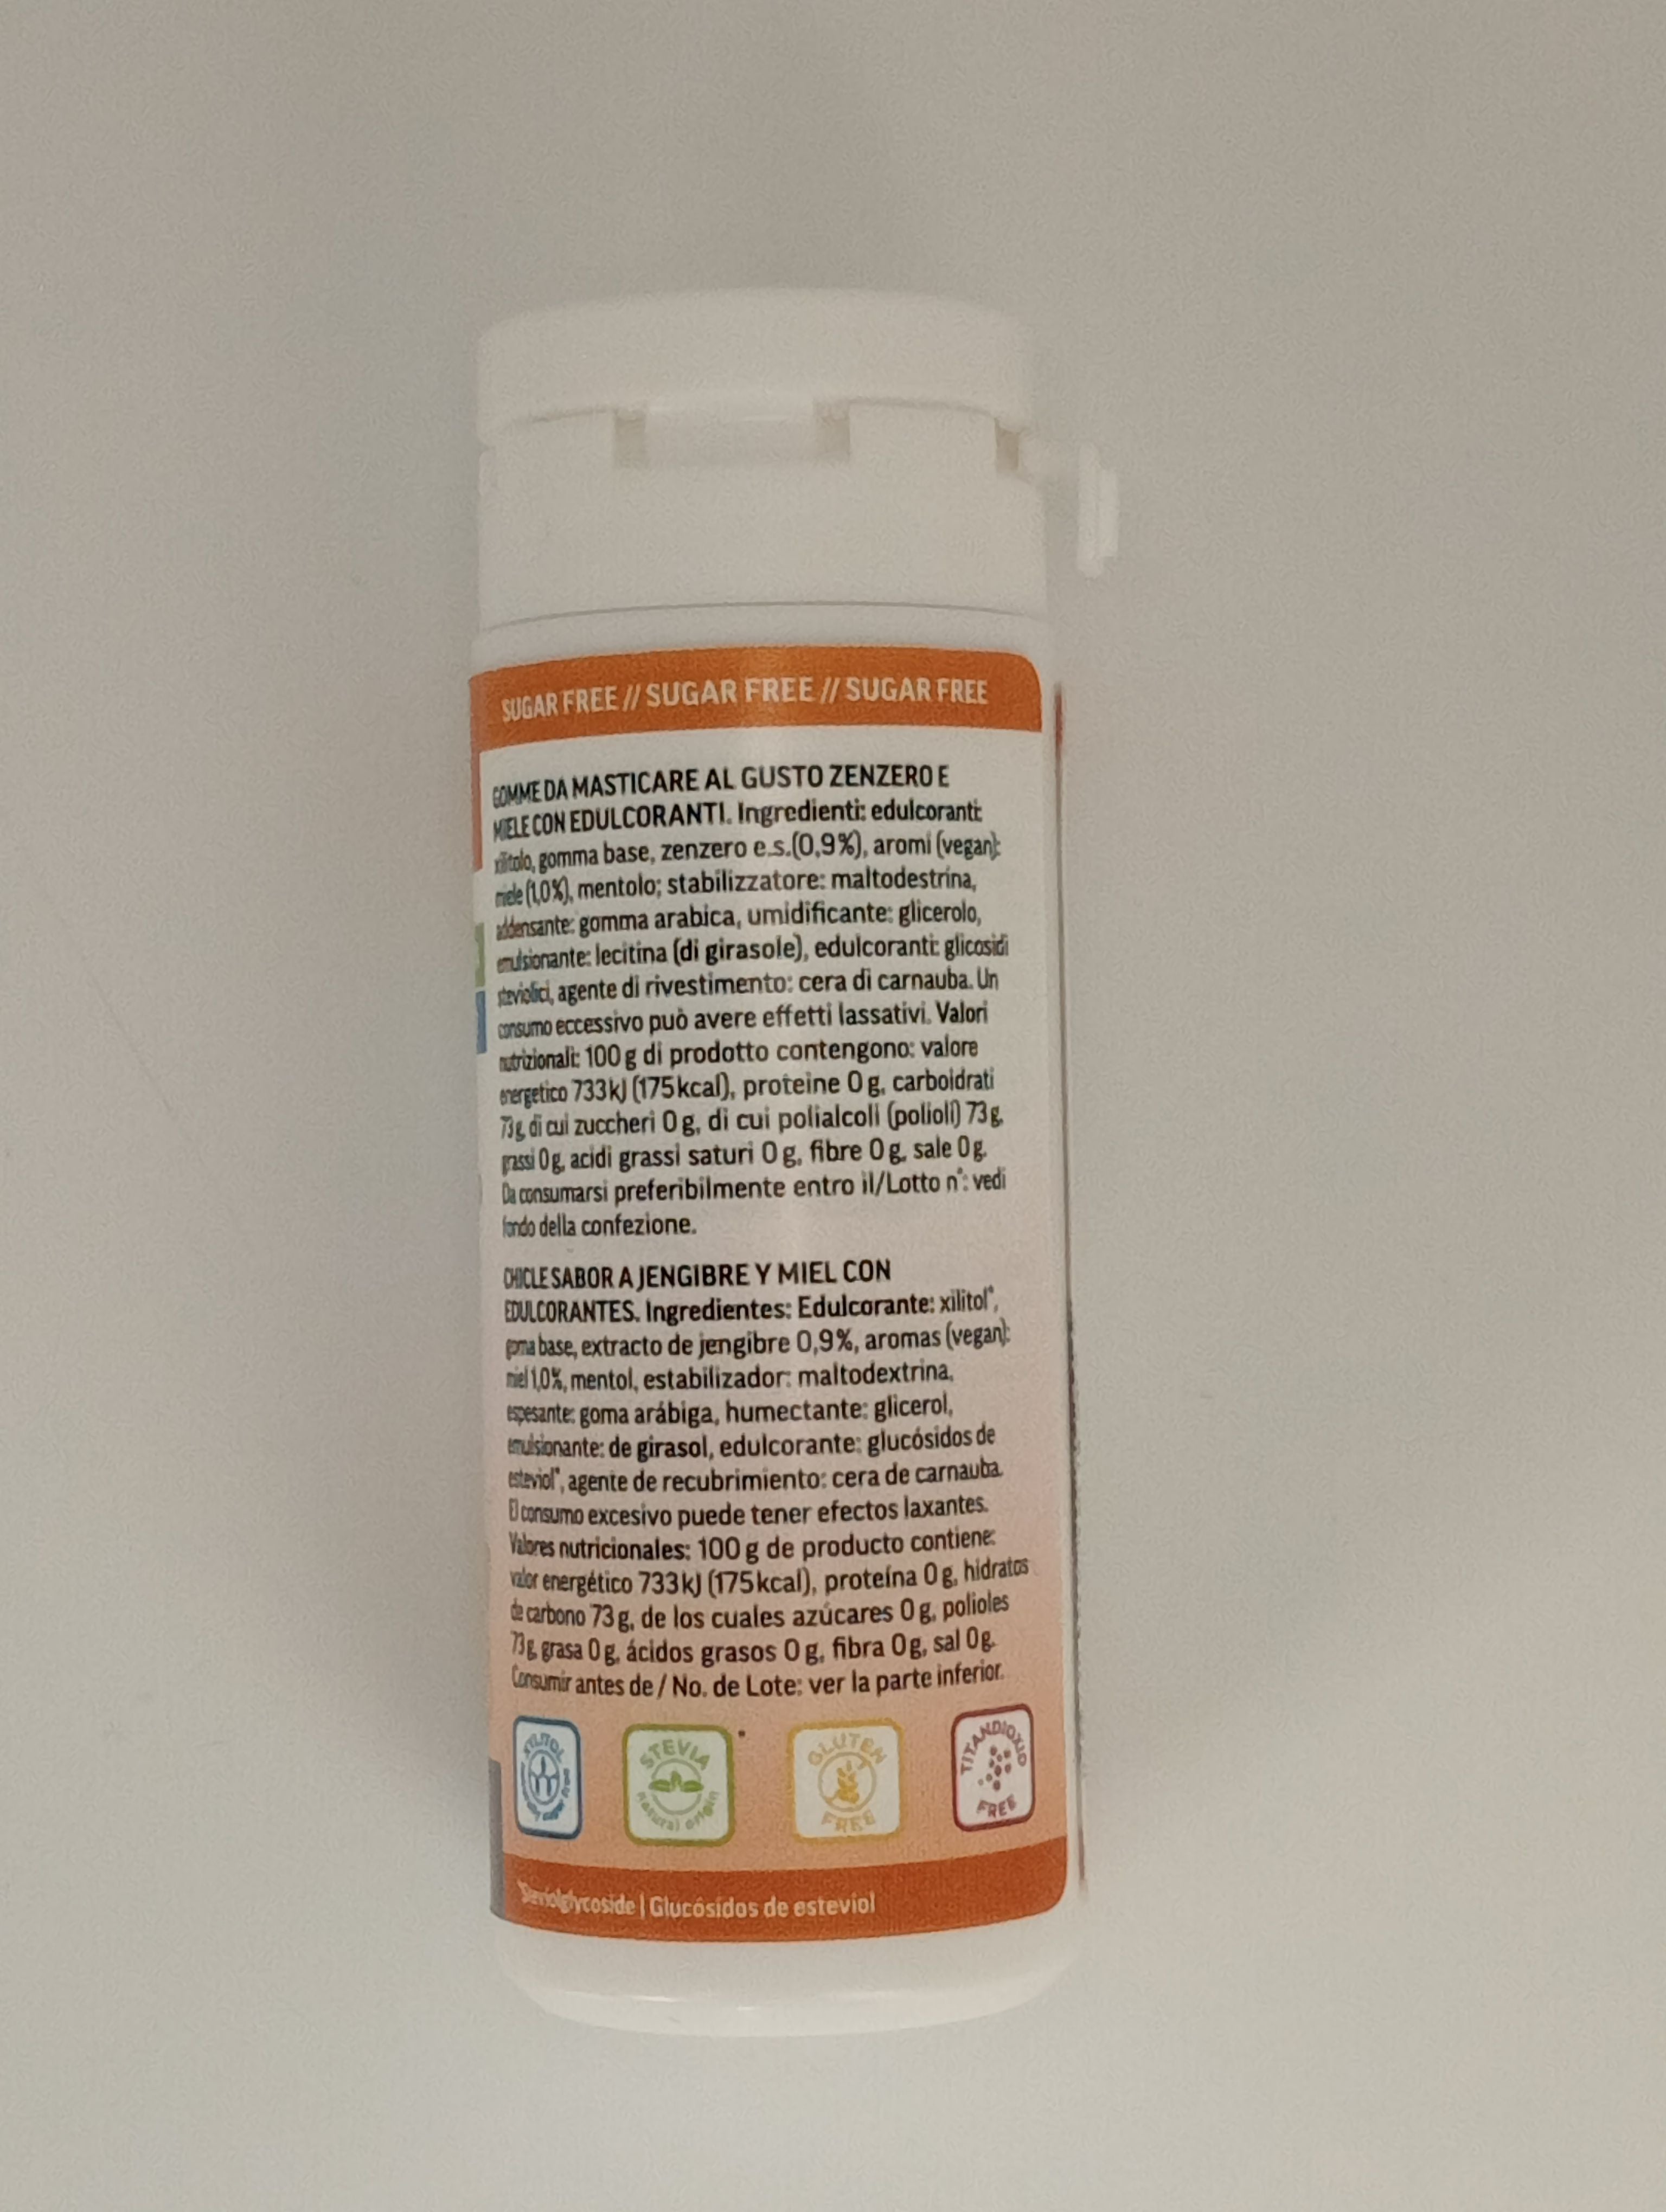 SUGAR FREE // SUGAR FREE // SUGAR FREE
GOMME DA MASTICARE AL GUSTO ZENZERO E
MIELE CON EDULCORANTI. Ingredienti: edulcoranti:
xilitolo, gomma base, zenzero e.s.(0,9%), aromi (vegan):
miele (1,0%), mentolo; stabilizzatore: maltodestrina,
addensante: gomma arabica, umidificante: glicerolo,
emulsionante: lecitina (di girasole), edulcoranti: glicosidi
steviolici, agente di rivestimento: cera di carnauba. Un
consumo eccessivo può avere effetti lassativi. Valori
nutrizionali: 100 g di prodotto contengono: valore
energetico 733 kJ (175 kcal), proteine 0 g, carboidrati
73 g, di cui zuccheri 0 g, di cui polialcoli (polioli) 73 g,
grassi 0 g, acidi grassi saturi 0 g, fibre 0 g, sale 0 g.
Da consumarsi preferibilmente entro il/Lotto n°: vedi
fondo della confezione.
CHICLE SABOR A JENGIBRE Y MIEL CON
EDULCORANTES. Ingredientes: Edulcorante: xilitol*,
goma base, extracto de jengibre 0,9%, aromas (vegan):
miel 1,0%, mentol, estabilizador: maltodextrina,
espesante: goma arábiga, humectante: glicerol,
emulsionante: de girasol, edulcorante: glucósidos de
esteviol*, agente de recubrimiento: cera de carnauba.
El consumo excesivo puede tener efectos laxantes.
Valores nutricionales: 100 g de producto contiene:
valor energético 733 kJ (175 kcal), proteína 0 g, hidratos
de carbono 73 g, de los cuales azúcares 0 g, polioles
73 g, grasa 0 g, ácidos grasos 0 g, fibra 0 g, sal 0 g.
Consumir antes de / No. de Lote: ver la parte inferior.
XYLITOL
STEVIA natural origin *
GLUTEN FREE
TITANDIOXID FREE
*Steviolglycoside | Glucósidos de esteviol